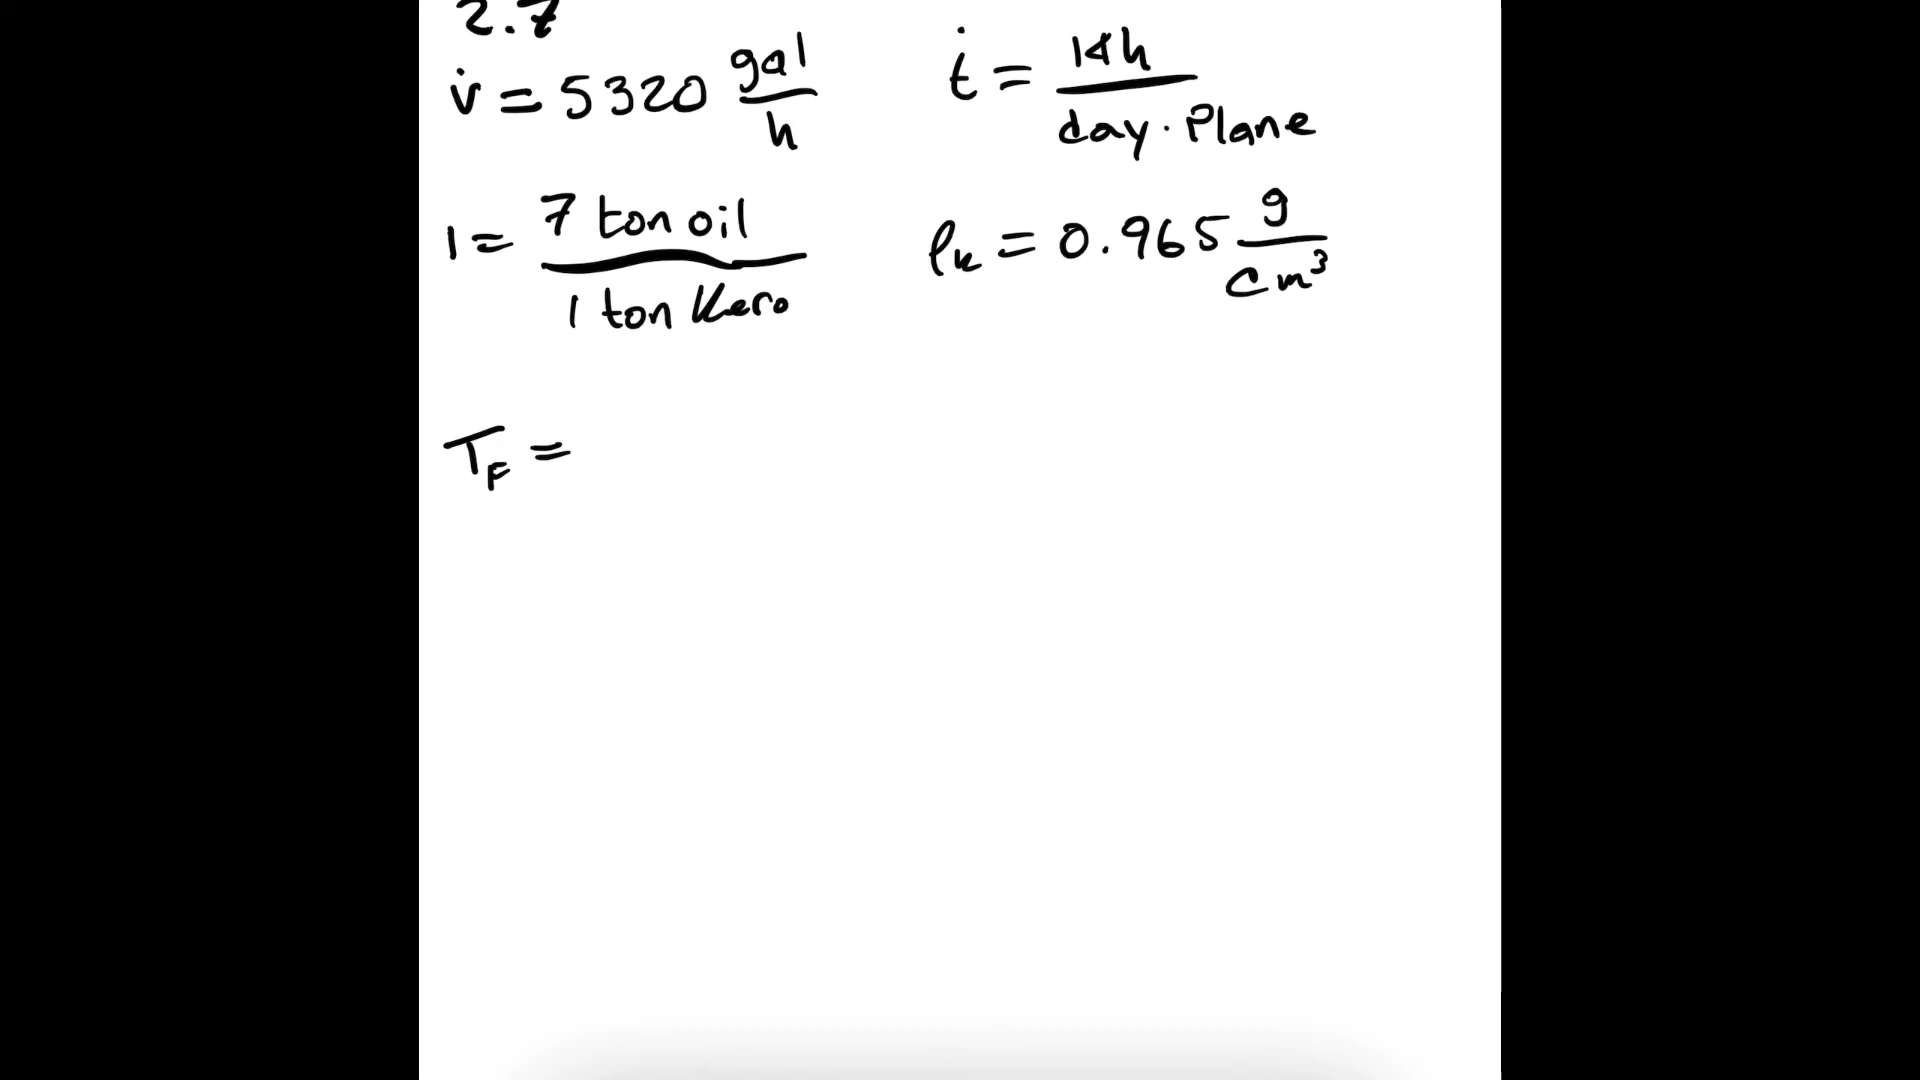 2.7
v̇ = 5320 gal/h
ṫ = 14h/day · Plane
1 = 7 ton oil/1 ton Kero
ρk = 0.965 g/cm³
TF =